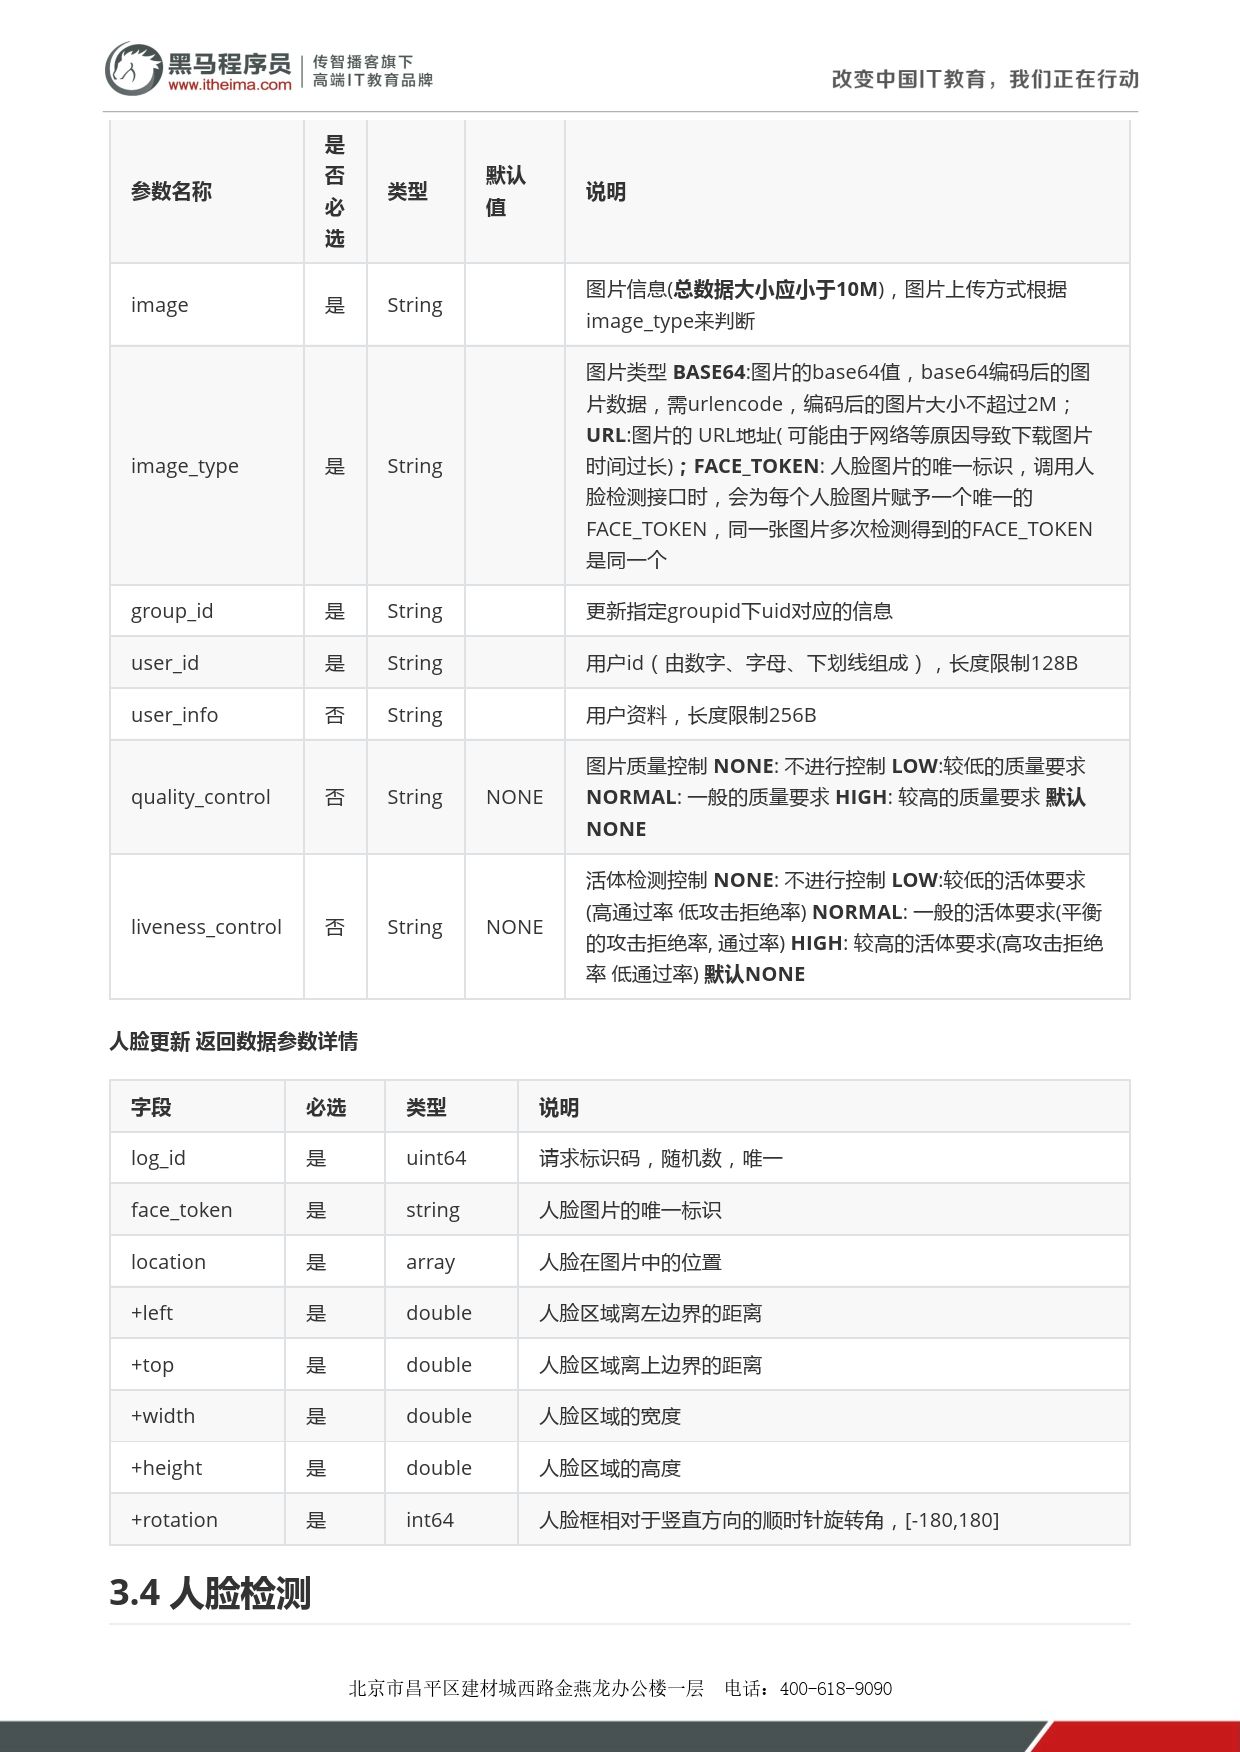 黑马程序员
www.itheima.com
传智播客旗下
高端IT教育品牌
改变中国IT教育，我们正在行动
参数名称 是否必选 类型 默认值 说明
image 是 String 图片信息(总数据大小应小于10M)，图片上传方式根据
image_type来判断
image_type 是 String 图片类型 BASE64:图片的base64值，base64编码后的图
片数据，需urlencode，编码后的图片大小不超过2M；
URL:图片的 URL地址( 可能由于网络等原因导致下载图片
时间过长)；FACE_TOKEN: 人脸图片的唯一标识，调用人
脸检测接口时，会为每个人脸图片赋予一个唯一的
FACE_TOKEN，同一张图片多次检测得到的FACE_TOKEN
是同一个
group_id 是 String 更新指定groupid下uid对应的信息
user_id 是 String 用户id（由数字、字母、下划线组成），长度限制128B
user_info 否 String 用户资料，长度限制256B
quality_control 否 String NONE 图片质量控制 NONE: 不进行控制 LOW:较低的质量要求
NORMAL: 一般的质量要求 HIGH: 较高的质量要求 默认
NONE
liveness_control 否 String NONE 活体检测控制 NONE: 不进行控制 LOW:较低的活体要求
(高通过率 低攻击拒绝率) NORMAL: 一般的活体要求(平衡
的攻击拒绝率, 通过率) HIGH: 较高的活体要求(高攻击拒绝
率 低通过率) 默认NONE
人脸更新 返回数据参数详情
字段 必选 类型 说明
log_id 是 uint64 请求标识码，随机数，唯一
face_token 是 string 人脸图片的唯一标识
location 是 array 人脸在图片中的位置
+left 是 double 人脸区域离左边界的距离
+top 是 double 人脸区域离上边界的距离
+width 是 double 人脸区域的宽度
+height 是 double 人脸区域的高度
+rotation 是 int64 人脸框相对于竖直方向的顺时针旋转角，[-180,180]
3.4 人脸检测
北京市昌平区建材城西路金燕龙办公楼一层 电话：400-618-9090